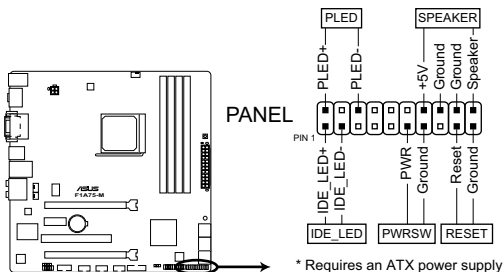 PLED
SPEAKER
PLED+
PLED-
+5V
Ground
Ground
Speaker
PANEL
PIN 1
IDE_LED+
IDE_LED-
PWR
Ground
Reset
Ground
IDE_LED
PWRSW
RESET
* Requires an ATX power supply
ASUS
F1A75-M